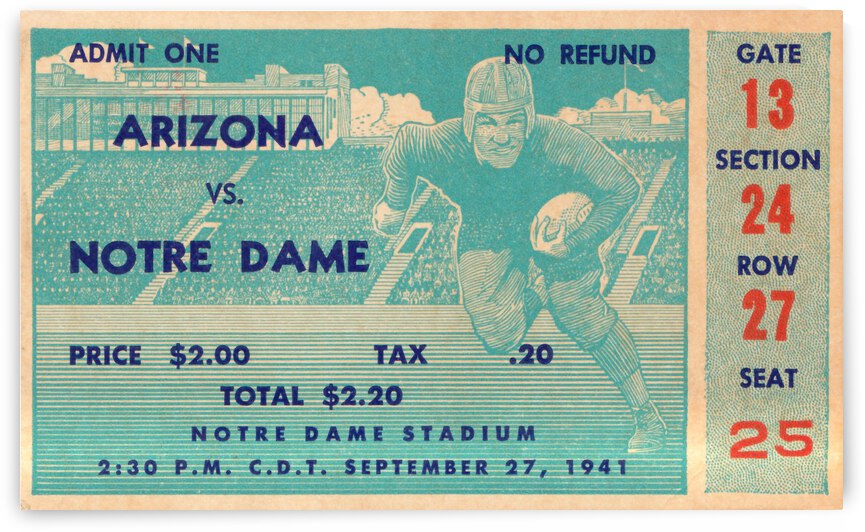 ADMIT ONE NO REFUND
ARIZONA
VS.
NOTRE DAME
PRICE $2.00 TAX .20
TOTAL $2.20
NOTRE DAME STADIUM
2:30 P.M. C.D.T. SEPTEMBER 27, 1941
GATE
13
SECTION
24
ROW
27
SEAT
25